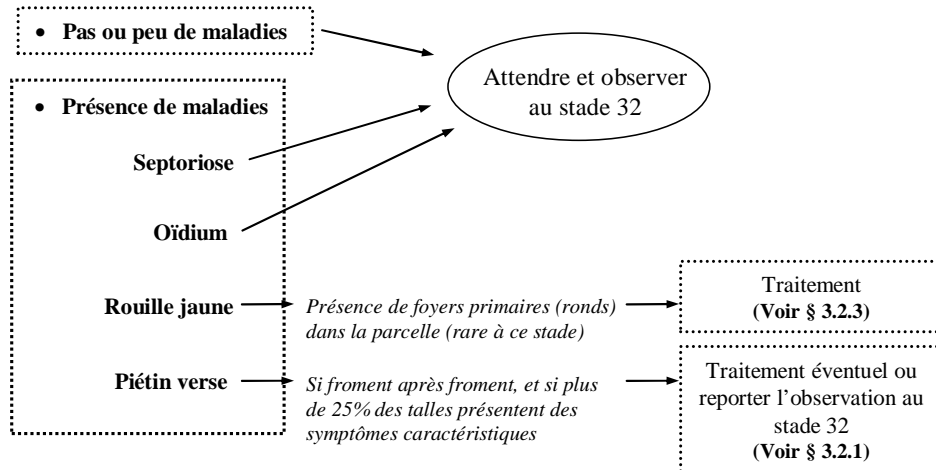 • Pas ou peu de maladies
Attendre et observer
au stade 32
• Présence de maladies
Septoriose
Oïdium
Rouille jaune
Présence de foyers primaires (ronds)
dans la parcelle (rare à ce stade)
Traitement
(Voir § 3.2.3)
Piétin verse
Si froment après froment, et si plus
de 25% des talles présentent des
symptômes caractéristiques
Traitement éventuel ou
reporter l’observation au
stade 32
(Voir § 3.2.1)